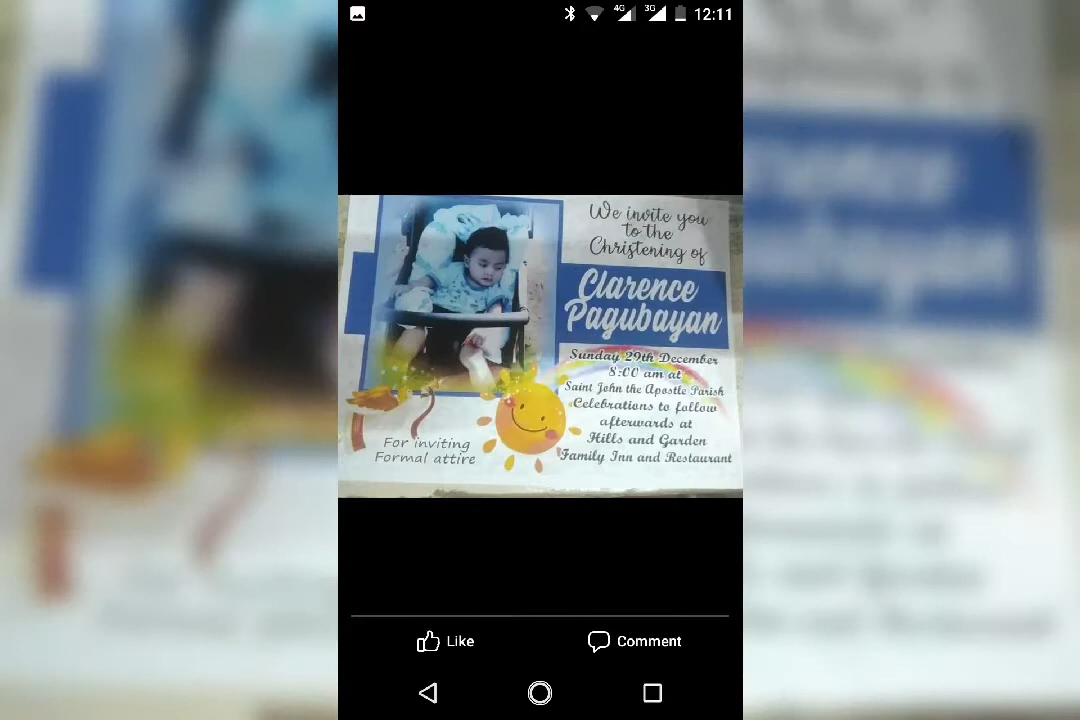 4G 3G 12:11
We invite you
to the
Christening of
Clarence
Pagubayan
Sunday 29th December
8:00 am at
Saint John the Apostle Parish
Celebrations to follow
afterwards at
Hills and Garden
Family Inn and Restaurant
For inviting
Formal attire
Like
Comment